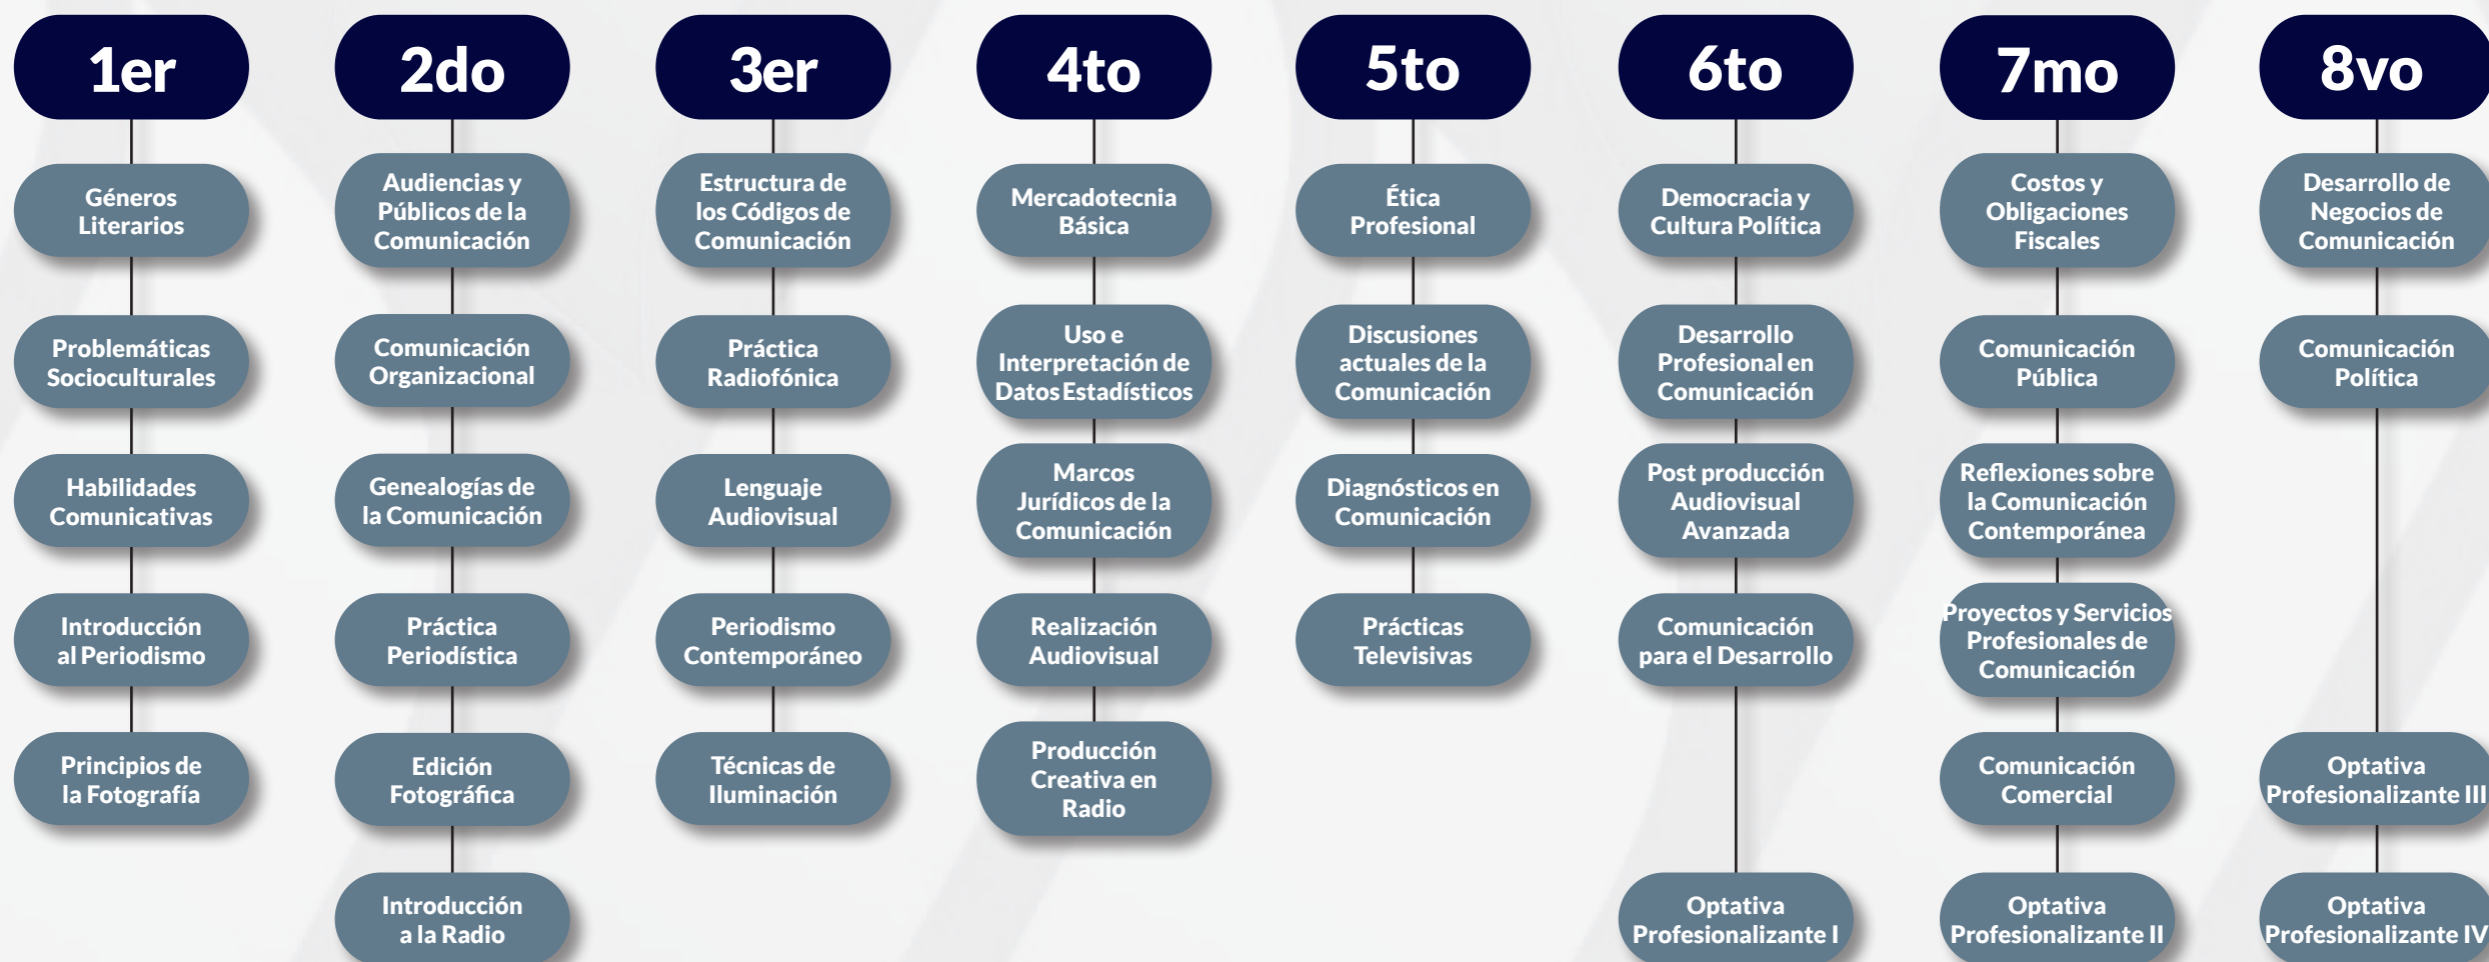 1er
Géneros
Literarios
Problemáticas
Socioculturales
Habilidades
Comunicativas
Introducción
al Periodismo
Principios de
la Fotografía
2do
Audiencias y
Públicos de la
Comunicación
Comunicación
Organizacional
Genealogías de
la Comunicación
Práctica
Periodística
Edición
Fotográfica
Introducción
a la Radio
3er
Estructura de
los Códigos de
Comunicación
Práctica
Radiofónica
Lenguaje
Audiovisual
Periodismo
Contemporáneo
Técnicas de
Iluminación
4to
Mercadotecnia
Básica
Uso e
Interpretación de
Datos Estadísticos
Marcos
Jurídicos de la
Comunicación
Realización
Audiovisual
Producción
Creativa en
Radio
5to
Ética
Profesional
Discusiones
actuales de la
Comunicación
Diagnósticos en
Comunicación
Prácticas
Televisivas
6to
Democracia y
Cultura Política
Desarrollo
Profesional en
Comunicación
Post producción
Audiovisual
Avanzada
Comunicación
para el Desarrollo
Optativa
Profesionalizante I
7mo
Costos y
Obligaciones
Fiscales
Comunicación
Pública
Reflexiones sobre
la Comunicación
Contemporánea
Proyectos y Servicios
Profesionales de
Comunicación
Comunicación
Comercial
Optativa
Profesionalizante II
8vo
Desarrollo de
Negocios de
Comunicación
Comunicación
Política
Optativa
Profesionalizante III
Optativa
Profesionalizante IV